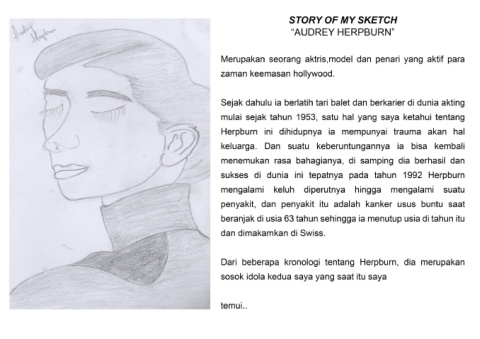 Audrey
Hepburn
STORY OF MY SKETCH
“AUDREY HERPBURN”
Merupakan seorang aktris,model dan penari yang aktif para
zaman keemasan hollywood.
Sejak dahulu ia berlatih tari balet dan berkarier di dunia akting
mulai sejak tahun 1953, satu hal yang saya ketahui tentang
Herpburn ini dihidupnya ia mempunyai trauma akan hal
keluarga. Dan suatu keberuntungannya ia bisa kembali
menemukan rasa bahagianya, di samping dia berhasil dan
sukses di dunia ini tepatnya pada tahun 1992 Herpburn
mengalami keluh diperutnya hingga mengalami suatu
penyakit, dan penyakit itu adalah kanker usus buntu saat
beranjak di usia 63 tahun sehingga ia menutup usia di tahun itu
dan dimakamkan di Swiss.
Dari beberapa kronologi tentang Herpburn, dia merupakan
sosok idola kedua saya yang saat itu saya
temui..